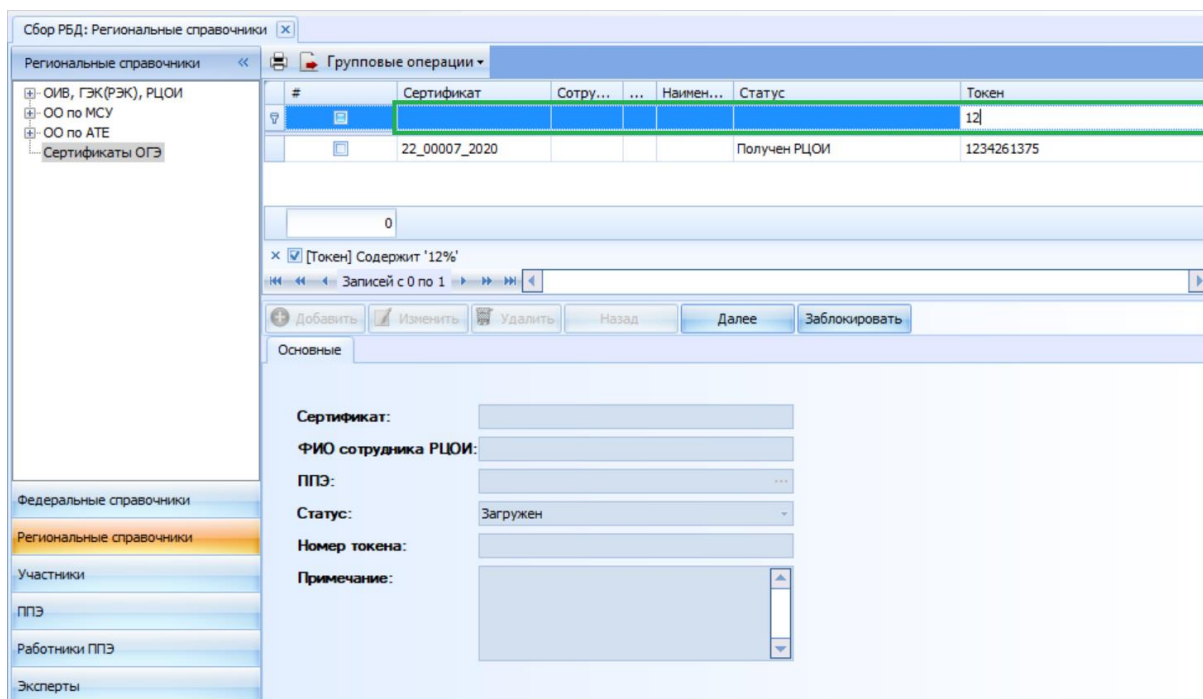 Сбор РБД: Региональные справочники
Региональные справочники
Групповые операции
ОИВ, ГЭК(РЭК), РЦОИ
ОО по МСУ
ОО по АТЕ
Сертификаты ОГЭ
# Сертификат Сотру... ... Наимен... Статус Токен
12
22_00007_2020 Получен РЦОИ 1234261375
0
[Токен] Содержит '12%'
Записей с 0 по 1
Добавить Изменить Удалить Назад Далее Заблокировать
Основные
Сертификат:
ФИО сотрудника РЦОИ:
ППЭ: ...
Статус: Загружен
Номер токена:
Примечание:
Федеральные справочники
Региональные справочники
Участники
ППЭ
Работники ППЭ
Эксперты